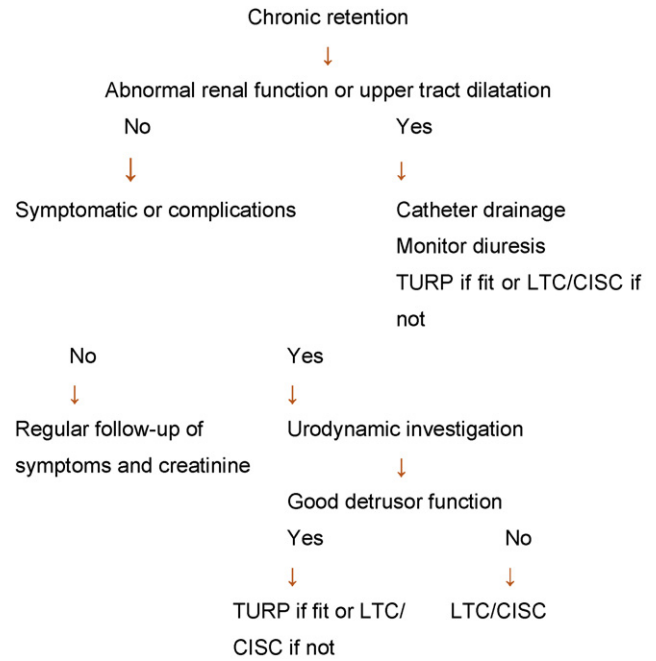 Chronic retention
↓
Abnormal renal function or upper tract dilatation
No Yes
↓ ↓
Symptomatic or complications Catheter drainage
Monitor diuresis
TURP if fit or LTC/CISC if
not
No Yes
↓ ↓
Regular follow-up of Urodynamic investigation
symptoms and creatinine
↓
Good detrusor function
Yes No
↓ ↓
TURP if fit or LTC/ LTC/CISC
CISC if not